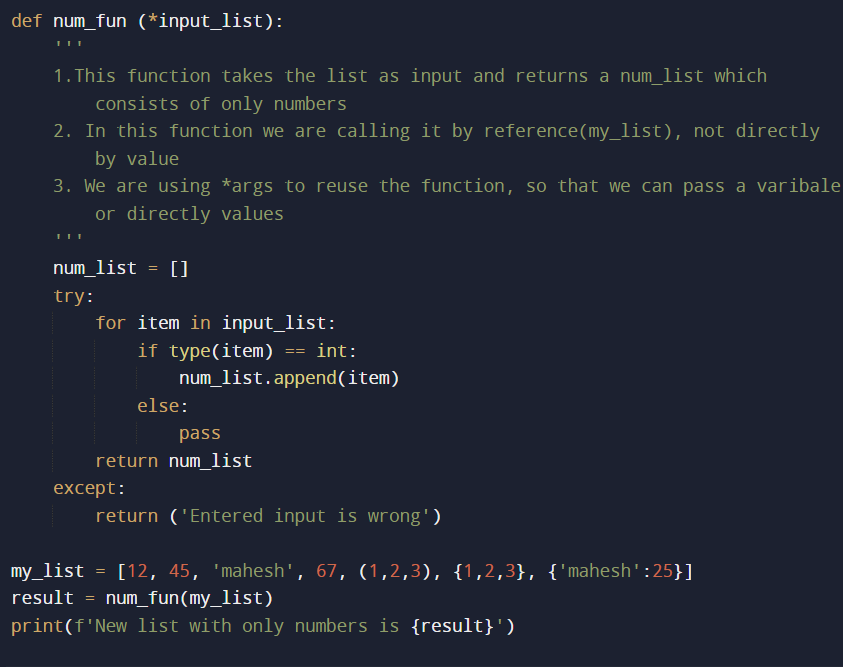 def num_fun (*input_list):
    '''
    1.This function takes the list as input and returns a num_list which
        consists of only numbers
    2. In this function we are calling it by reference(my_list), not directly
        by value
    3. We are using *args to reuse the function, so that we can pass a varibale
        or directly values
    '''
    num_list = []
    try:
        for item in input_list:
            if type(item) == int:
                num_list.append(item)
            else:
                pass
        return num_list
    except:
        return ('Entered input is wrong')

my_list = [12, 45, 'mahesh', 67, (1,2,3), {1,2,3}, {'mahesh':25}]
result = num_fun(my_list)
print(f'New list with only numbers is {result}')